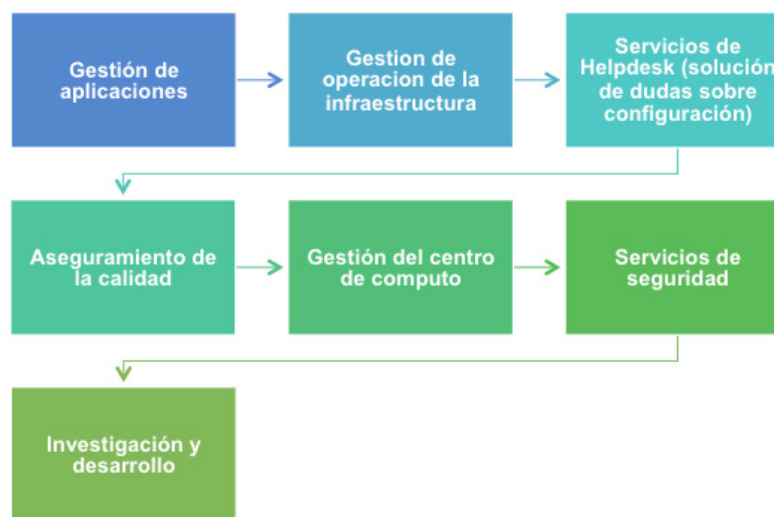 Gestión de
aplicaciones
Gestion de
operacion de la
infraestructura
Servicios de
Helpdesk (solución
de dudas sobre
configuración)
Aseguramiento de
la calidad
Gestión del centro
de computo
Servicios de
seguridad
Investigación y
desarrollo